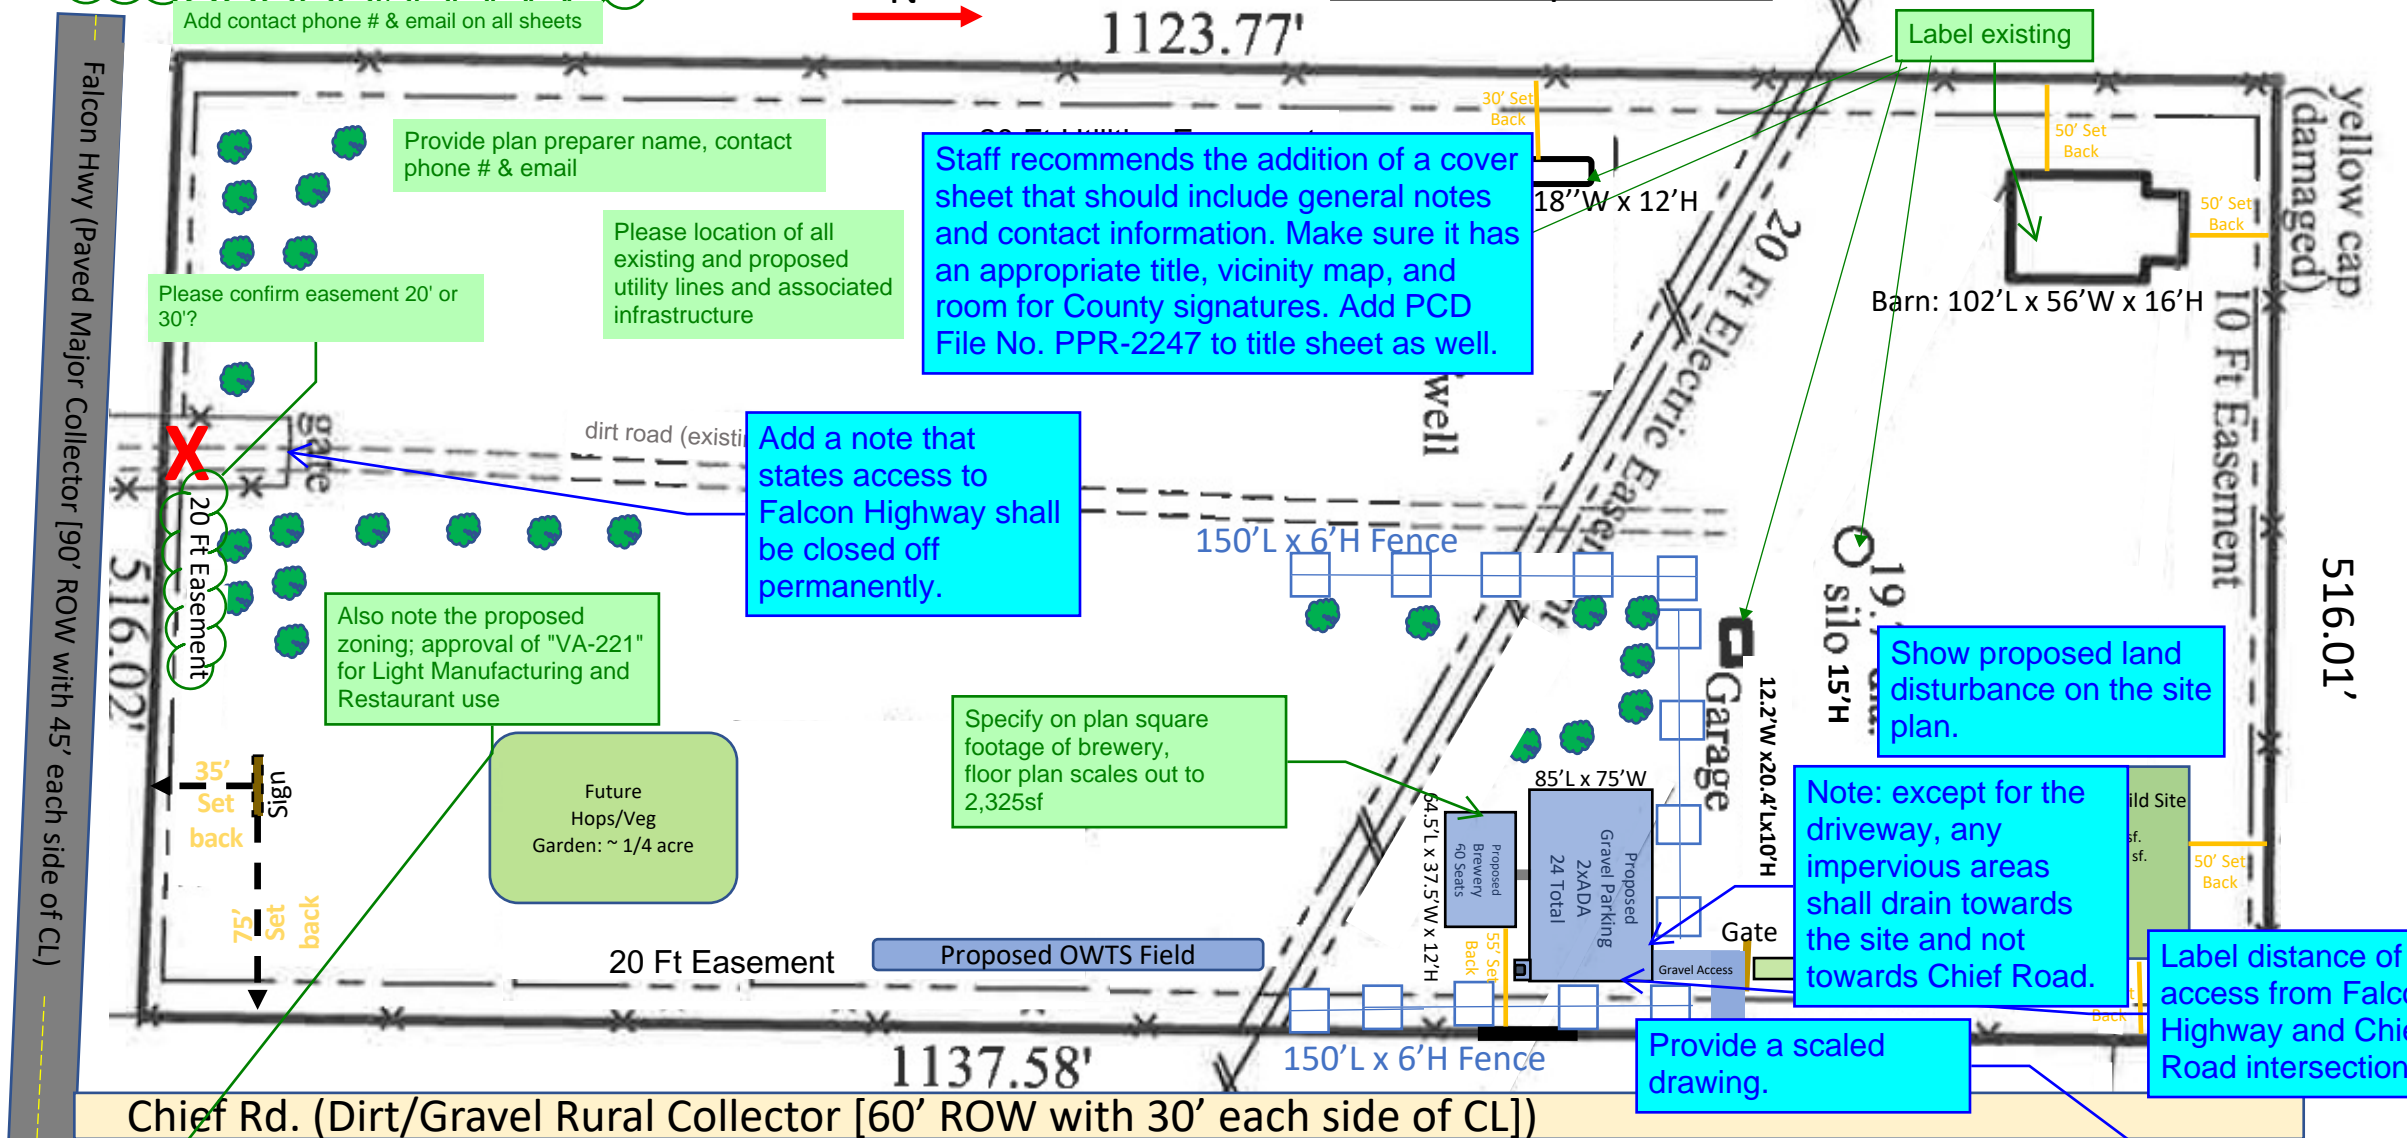 Add contact phone # & email on all sheets
1123.77'
Label existing
Falcon Hwy (Paved Major Collector [90' ROW with 45' each side of CL)
Provide plan preparer name, contact
phone # & email
30' Set
Back
50' Set
Back
50' Set
Back
yellow cap
(damaged)
Staff recommends the addition of a cover
sheet that should include general notes
and contact information. Make sure it has
an appropriate title, vicinity map, and
room for County signatures. Add PCD
File No. PPR-2247 to title sheet as well.
18''W x 12'H
Please location of all
existing and proposed
utility lines and associated
infrastructure
Please confirm easement 20' or
30'?
Barn: 102'L x 56'W x 16'H
20 Ft Electric Easement
10 Ft Easement
well
gate
dirt road
Add a note that
states access to
Falcon Highway shall
be closed off
permanently.
X
20 Ft Easement
516.02'
150'L x 6'H Fence
silo 15'H
516.01'
Also note the proposed
zoning; approval of "VA-221"
for Light Manufacturing and
Restaurant use
Show proposed land
disturbance on the site
plan.
Garage
12.2'W x20.4'Lx10'H
Specify on plan square
footage of brewery,
floor plan scales out to
2,325sf
35'
Set
back
sign
75'
Set
back
Future
Hops/Veg
Garden: ~ 1/4 acre
85'L x 75'W
64.5'L x 37.5'W x 12'H
Proposed
Brewery
60 Seats
Proposed
Gravel Parking
2xADA
24 Total
Note: except for the
driveway, any
impervious areas
shall drain towards
the site and not
towards Chief Road.
Site
sf.
sf.
50' Set
Back
Gate
Gravel Access
55' Set
Back
20 Ft Easement
Proposed OWTS Field
Back
Label distance of
access from
Highway and
Road intersection
Provide a scaled
drawing.
1137.58'
150'L x 6'H Fence
Chief Rd. (Dirt/Gravel Rural Collector [60' ROW with 30' each side of CL])